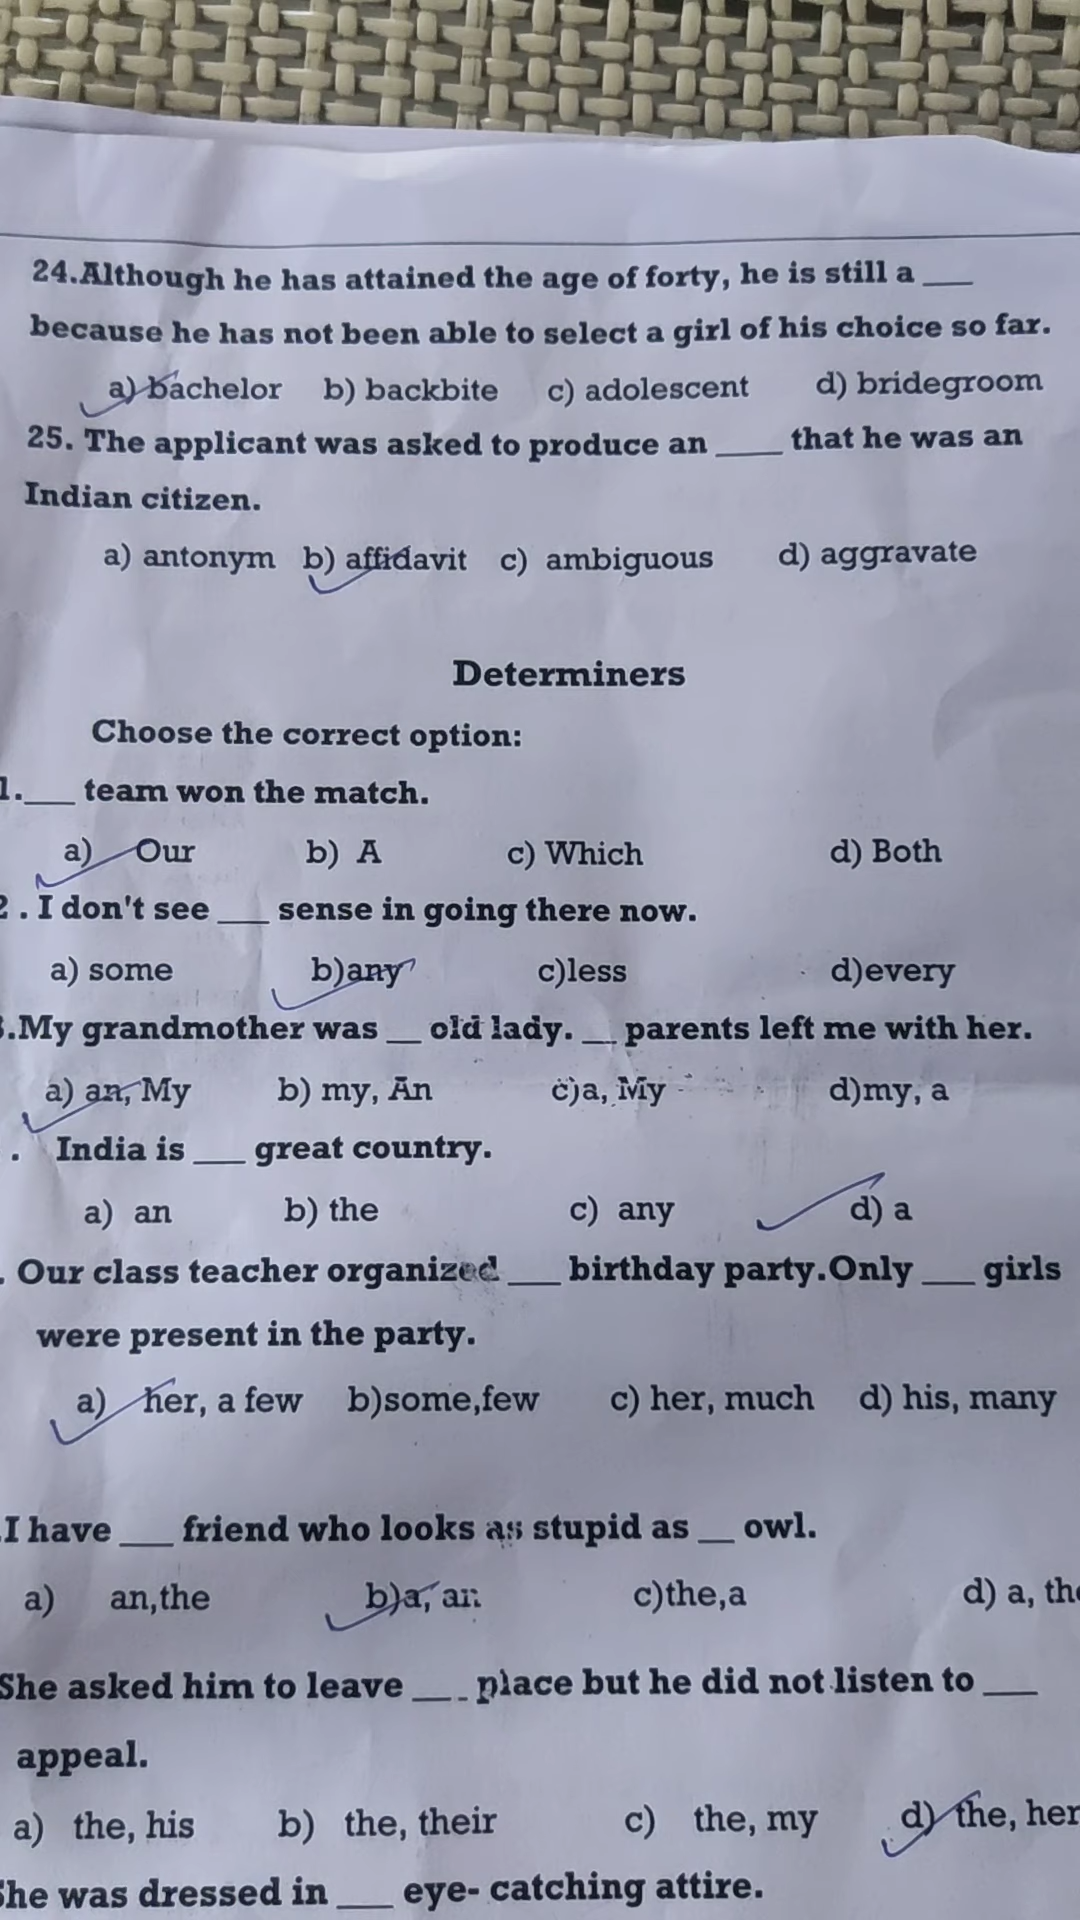 24.Although he has attained the age of forty, he is still a ___
because he has not been able to select a girl of his choice so far.
a) bachelor b) backbite c) adolescent d) bridegroom
25. The applicant was asked to produce an ____ that he was an
Indian citizen.
a) antonym b) affidavit c) ambiguous d) aggravate
Determiners
Choose the correct option:
1.___ team won the match.
a) Our b) A c) Which d) Both
2. I don't see ___ sense in going there now.
a) some b)any c)less d)every
.My grandmother was __ old lady. __ parents left me with her.
a) an, My b) my, An c)a, My d)my, a
. India is ___ great country.
a) an b) the c) any d) a
. Our class teacher organized ___ birthday party.Only ___ girls
were present in the party.
a) her, a few b)some,few c) her, much d) his, many
.I have ___ friend who looks as stupid as __ owl.
a) an,the b)a, an c)the,a d) a, the
She asked him to leave ___ place but he did not listen to ___
appeal.
a) the, his b) the, their c) the, my d) the, her
She was dressed in ___ eye- catching attire.